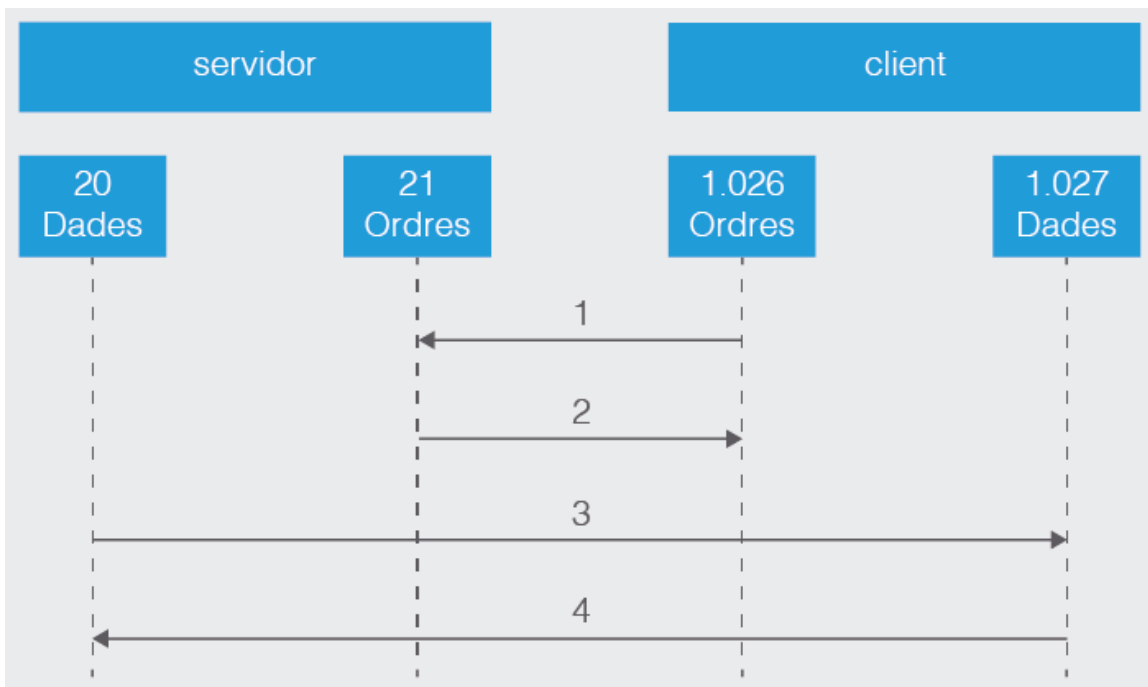 servidor
client
20
Dades
21
Ordres
1.026
Ordres
1.027
Dades
1
2
3
4